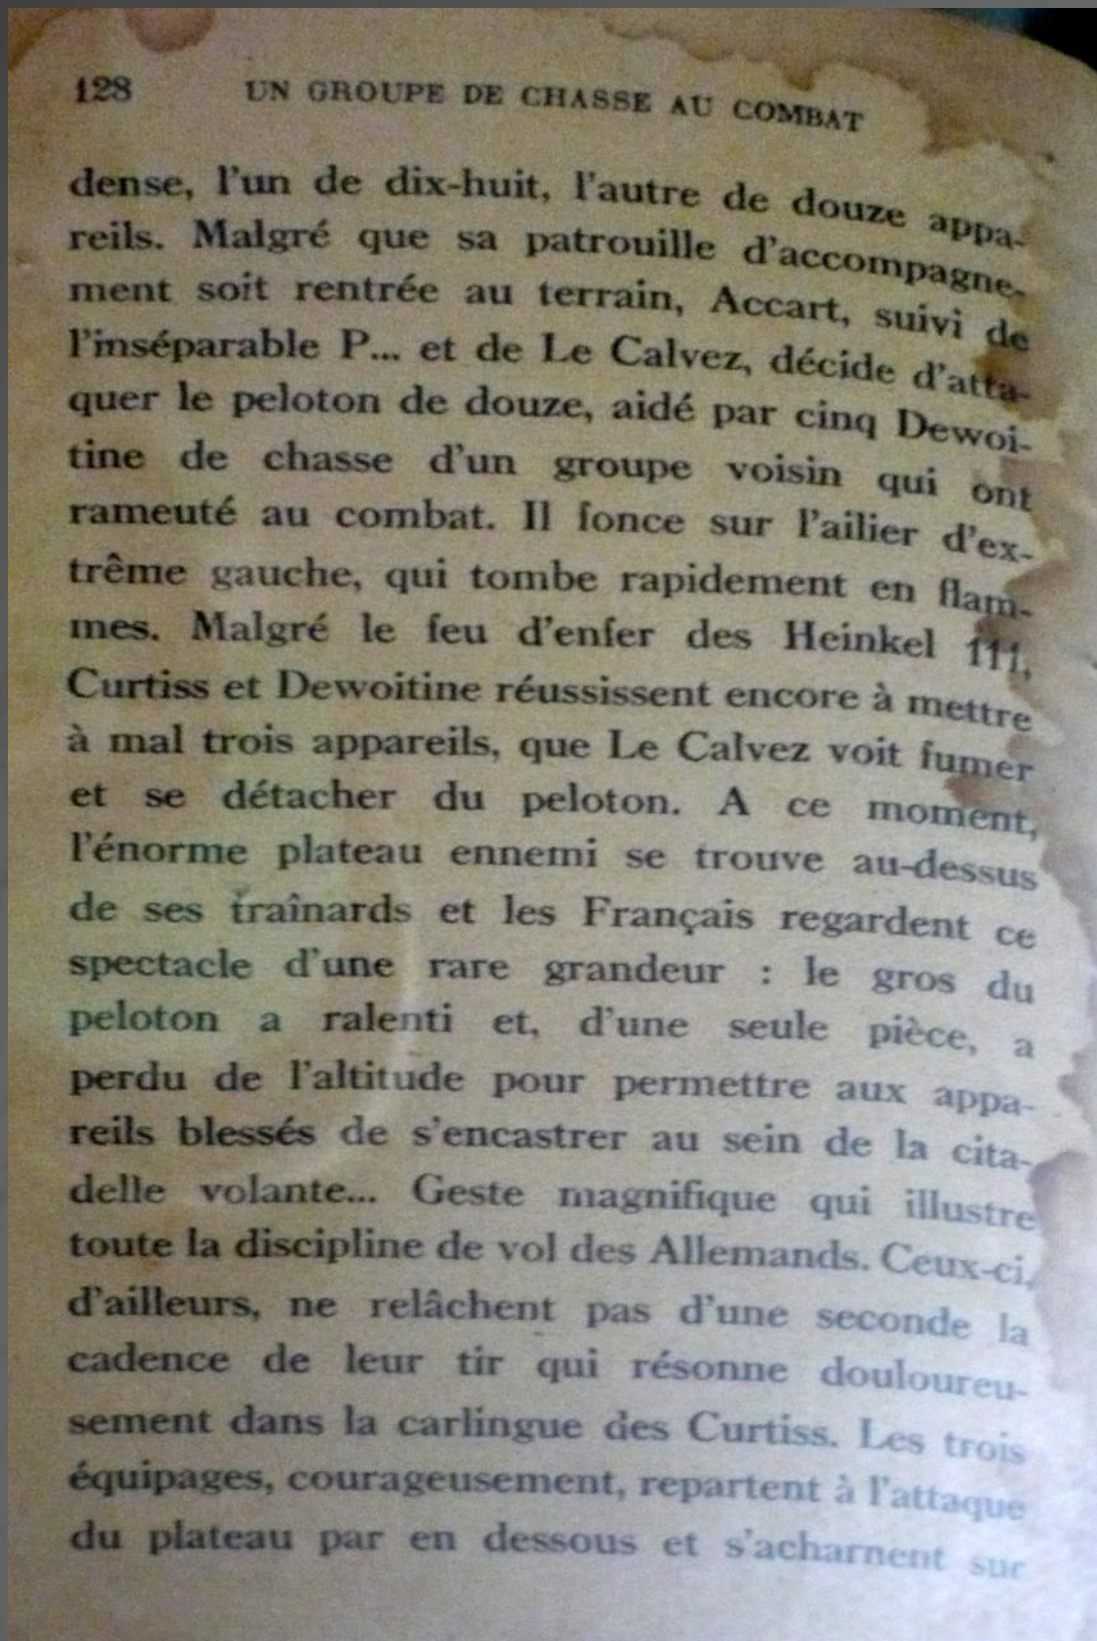 128 UN GROUPE DE CHASSE AU COMBAT
dense, l'un de dix-huit, l'autre de douze appa-
reils. Malgré que sa patrouille d'accompagne-
ment soit rentrée au terrain, Accart, suivi de
l'inséparable P... et de Le Calvez, décide d'atta-
quer le peloton de douze, aidé par cinq Dewoi-
tine de chasse d'un groupe voisin qui ont
rameuté au combat. Il fonce sur l'ailier d'ex-
trême gauche, qui tombe rapidement en flam-
mes. Malgré le feu d'enfer des Heinkel 111,
Curtiss et Dewoitine réussissent encore à mettre
à mal trois appareils, que Le Calvez voit fumer
et se détacher du peloton. A ce moment,
l'énorme plateau ennemi se trouve au-dessus
de ses traînards et les Français regardent ce
spectacle d'une rare grandeur : le gros du
peloton a ralenti et, d'une seule pièce, a
perdu de l'altitude pour permettre aux appa-
reils blessés de s'encastrer au sein de la cita-
delle volante... Geste magnifique qui illustre
toute la discipline de vol des Allemands. Ceux-ci,
d'ailleurs, ne relâchent pas d'une seconde la
cadence de leur tir qui résonne douloureu-
sement dans la carlingue des Curtiss. Les trois
équipages, courageusement, repartent à l'attaque
du plateau par en dessous et s'acharnent sur